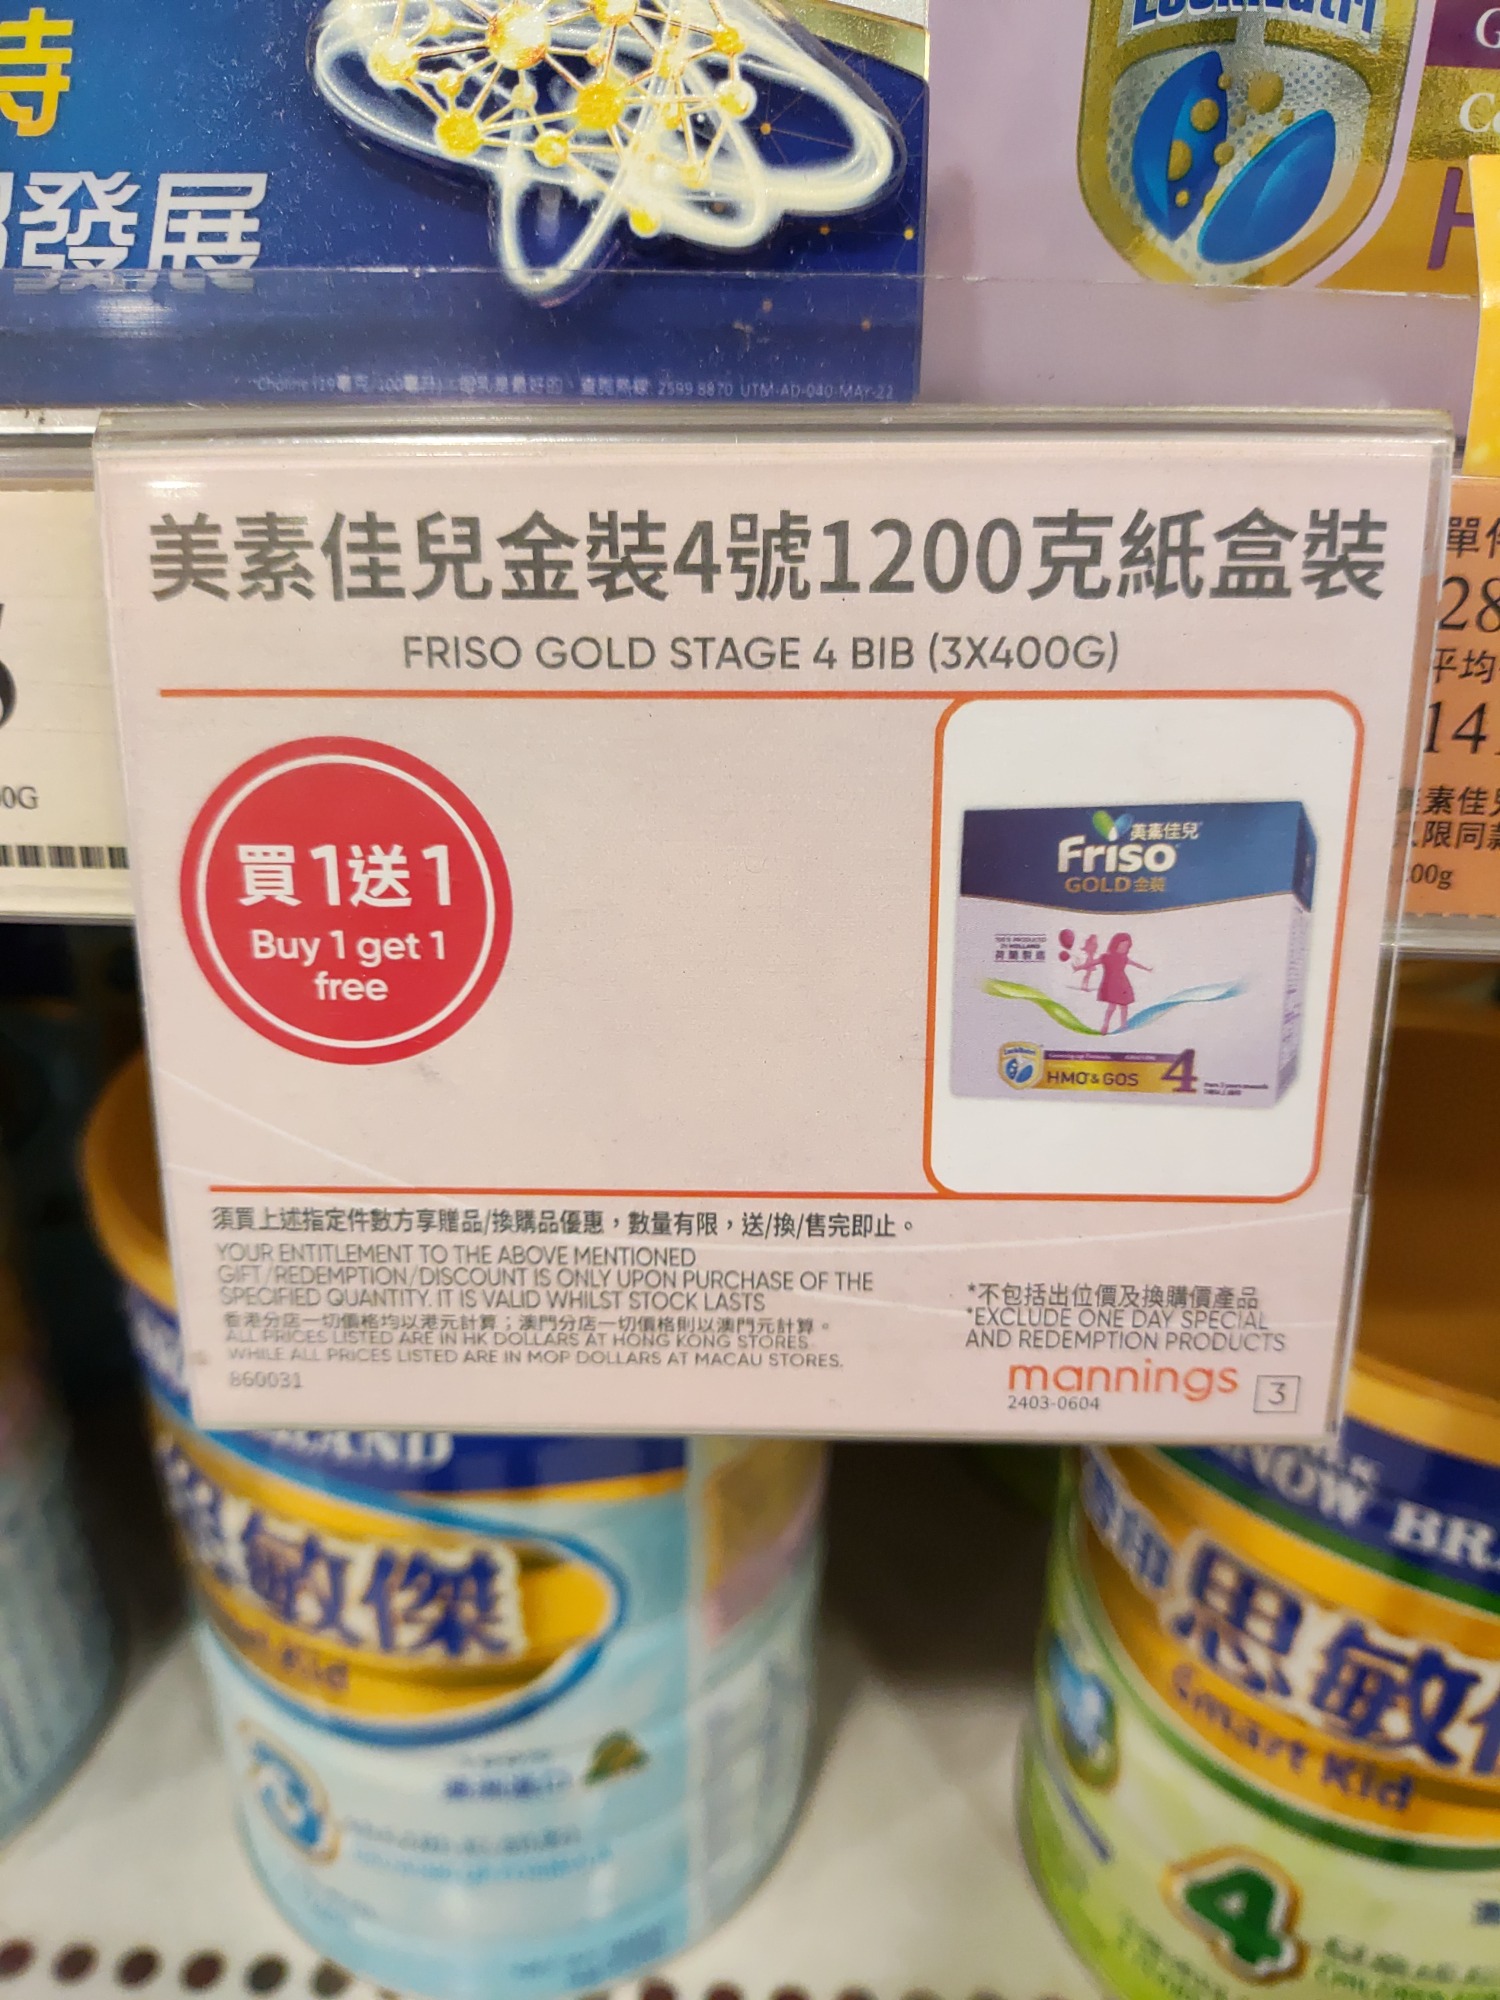 發展
2599 8870 UTM-AD-040-MAY-22
美素佳兒金裝4號1200克紙盒裝
FRISO GOLD STAGE 4 BIB (3X400G)
買1送1
Buy 1 get 1
free
美素佳兒
Friso
GOLD金裝
HMO & GOS 4
須買上述指定件數方享贈品/換購品優惠，數量有限，送/換/售完即止。
YOUR ENTITLEMENT TO THE ABOVE MENTIONED
GIFT/REDEMPTION/DISCOUNT IS ONLY UPON PURCHASE OF THE
SPECIFIED QUANTITY. IT IS VALID WHILST STOCK LASTS
香港分店一切價格均以港元計算；澳門分店一切價格則以澳門元計算。
ALL PRICES LISTED ARE IN HK DOLLARS AT HONG KONG STORES
WHILE ALL PRICES LISTED ARE IN MOP DOLLARS AT MACAU STORES.
860031
*不包括出位價及換購價產品
*EXCLUDE ONE DAY SPECIAL
AND REDEMPTION PRODUCTS
mannings
2403-0604
3
敏傑
思敏
Smart Kid
4